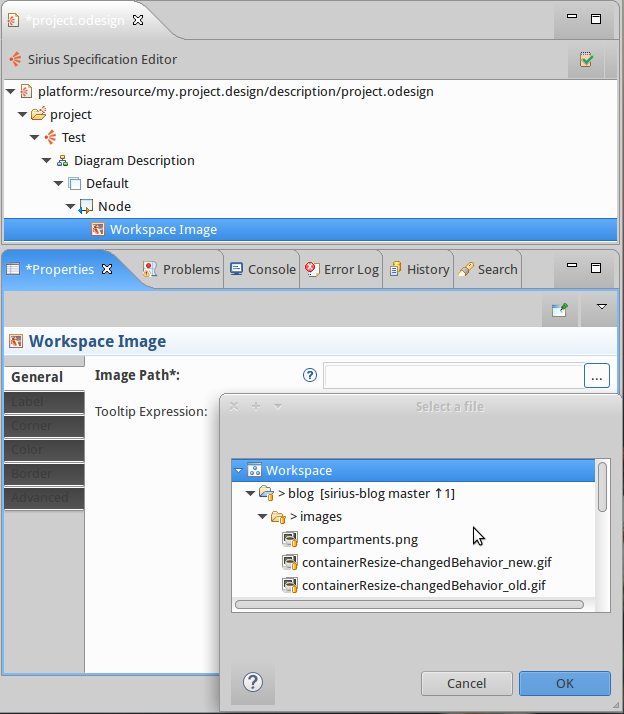 *project.odesign
Sirius Specification Editor
platform:/resource/my.project.design/description/project.odesign
project
Test
Diagram Description
Default
Node
Workspace Image
*Properties Problems Console Error Log History Search
Workspace Image
General
Image Path*:
...
Label
Tooltip Expression:
Corner
Color
Border
Advanced
Select a file
Workspace
> blog [sirius-blog master ↑1]
> images
compartments.png
containerResize-changedBehavior_new.gif
containerResize-changedBehavior_old.gif
Cancel
OK